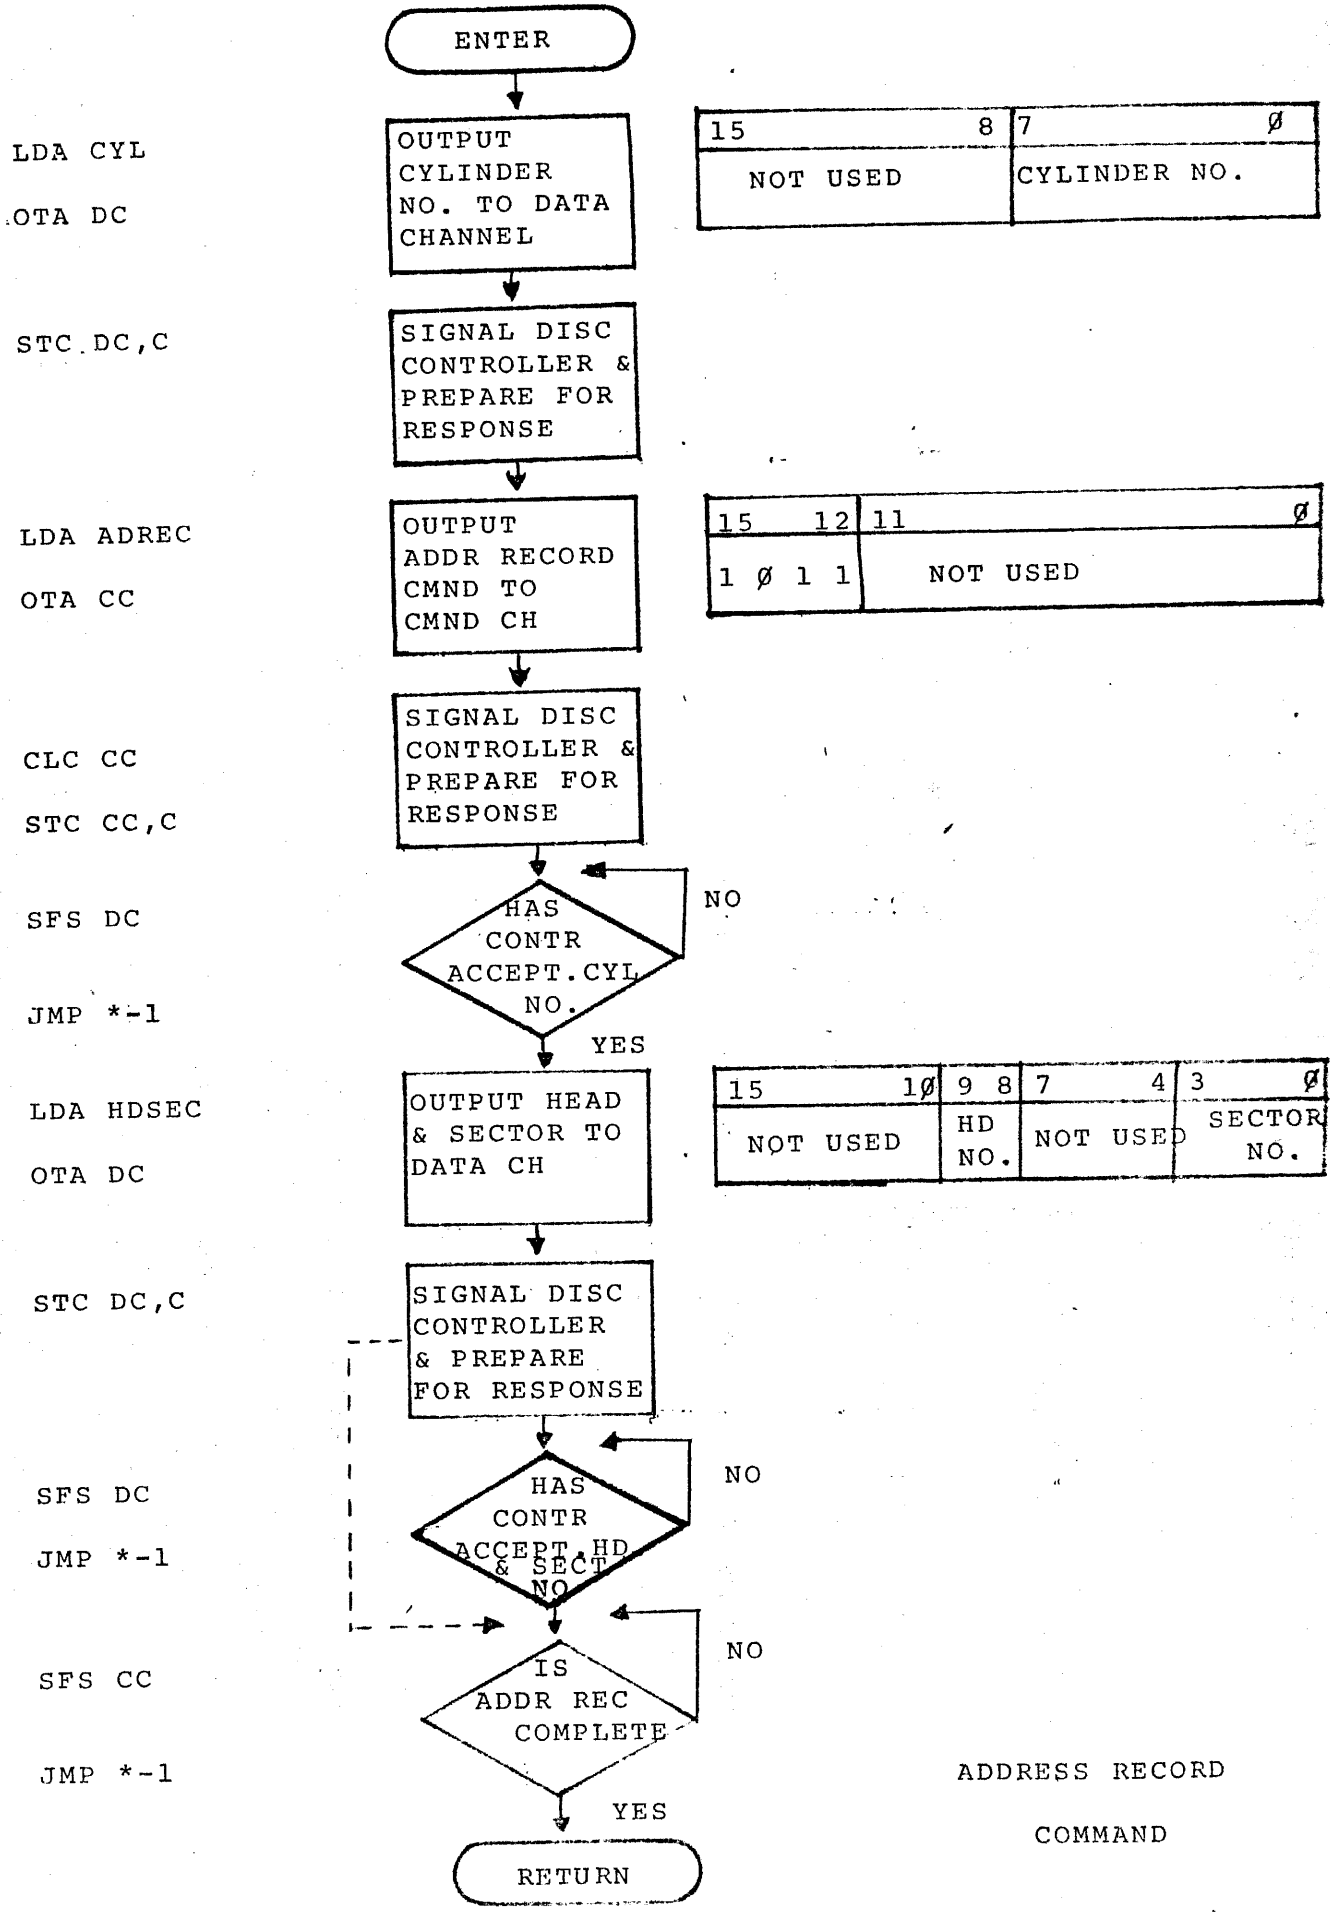 ENTER
LDA CYL
OTA DC
OUTPUT
CYLINDER
NO. TO DATA
CHANNEL
15 8 7 Ø
NOT USED CYLINDER NO.
STC DC,C
SIGNAL DISC
CONTROLLER &
PREPARE FOR
RESPONSE
LDA ADREC
OTA CC
OUTPUT
ADDR RECORD
CMND TO
CMND CH
15 12 11 Ø
1 Ø 1 1 NOT USED
CLC CC
STC CC,C
SIGNAL DISC
CONTROLLER &
PREPARE FOR
RESPONSE
SFS DC
JMP *-1
HAS
CONTR
ACCEPT.CYL
NO.
NO
YES
LDA HDSEC
OTA DC
OUTPUT HEAD
& SECTOR TO
DATA CH
15 1Ø 9 8 7 4 3 Ø
NOT USED HD NO. NOT USED SECTOR NO.
STC DC,C
SIGNAL DISC
CONTROLLER
& PREPARE
FOR RESPONSE
SFS DC
JMP *-1
HAS
CONTR
ACCEPT.HD
& SECT
NO
NO
SFS CC
JMP *-1
IS
ADDR REC
COMPLETE
NO
YES
RETURN
ADDRESS RECORD
COMMAND